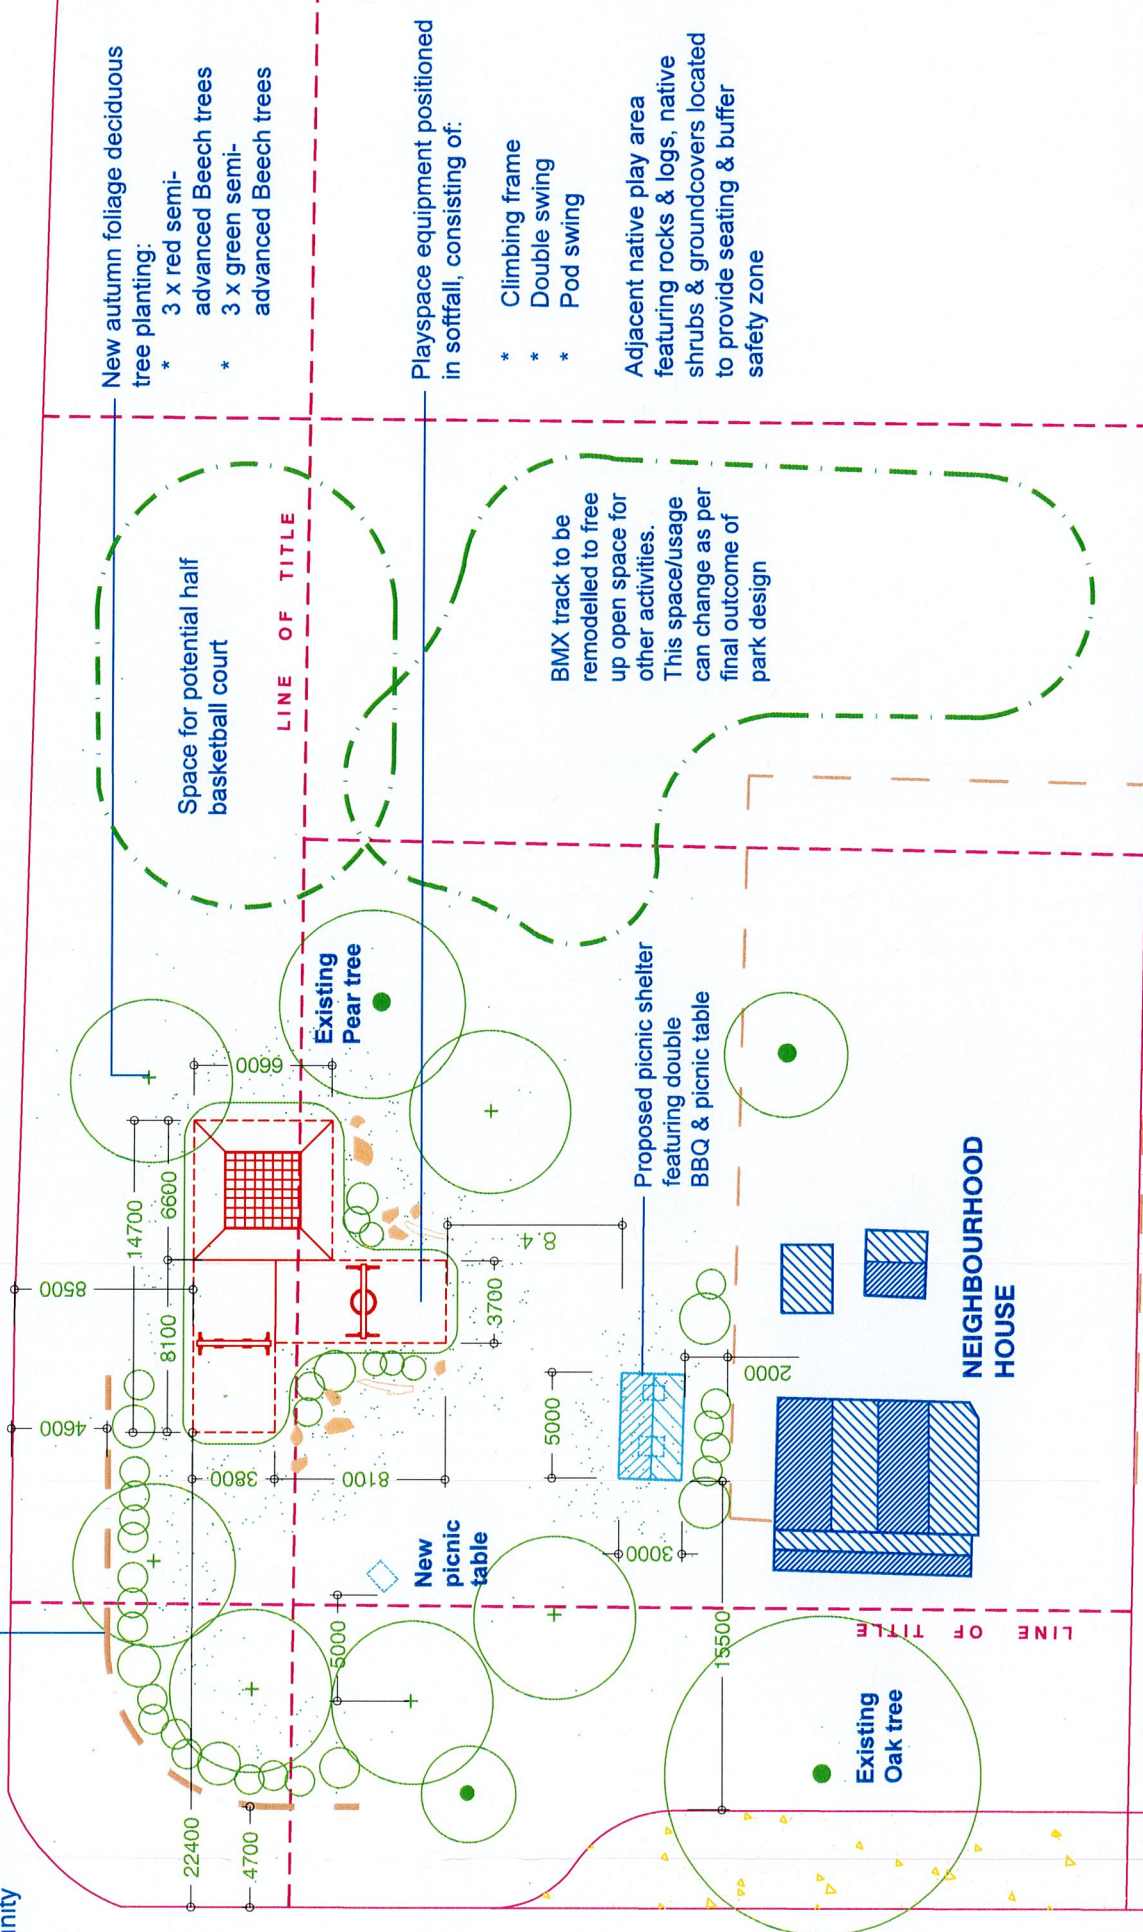 New autumn foliage deciduous
tree planting:
* 3 x red semi-
advanced Beech trees
* 3 x green semi-
advanced Beech trees
Playspace equipment positioned
in softfall, consisting of:
* Climbing frame
* Double swing
* Pod swing
Adjacent native play area
featuring rocks & logs, native
shrubs & groundcovers located
to provide seating & buffer
safety zone
Space for potential half
basketball court
LINE OF TITLE
BMX track to be
remodelled to free
up open space for
other activities.
This space/usage
can change as per
final outcome of
park design
Existing
Pear tree
Proposed picnic shelter
featuring double
BBQ & picnic table
6600
14700
6600
8500
8100
4600
3800
8100
3700
8.4
5000
2000
3000
New
picnic
table
5000
15500
22400
4700
NEIGHBOURHOOD
HOUSE
LINE OF TITLE
Existing
Oak tree